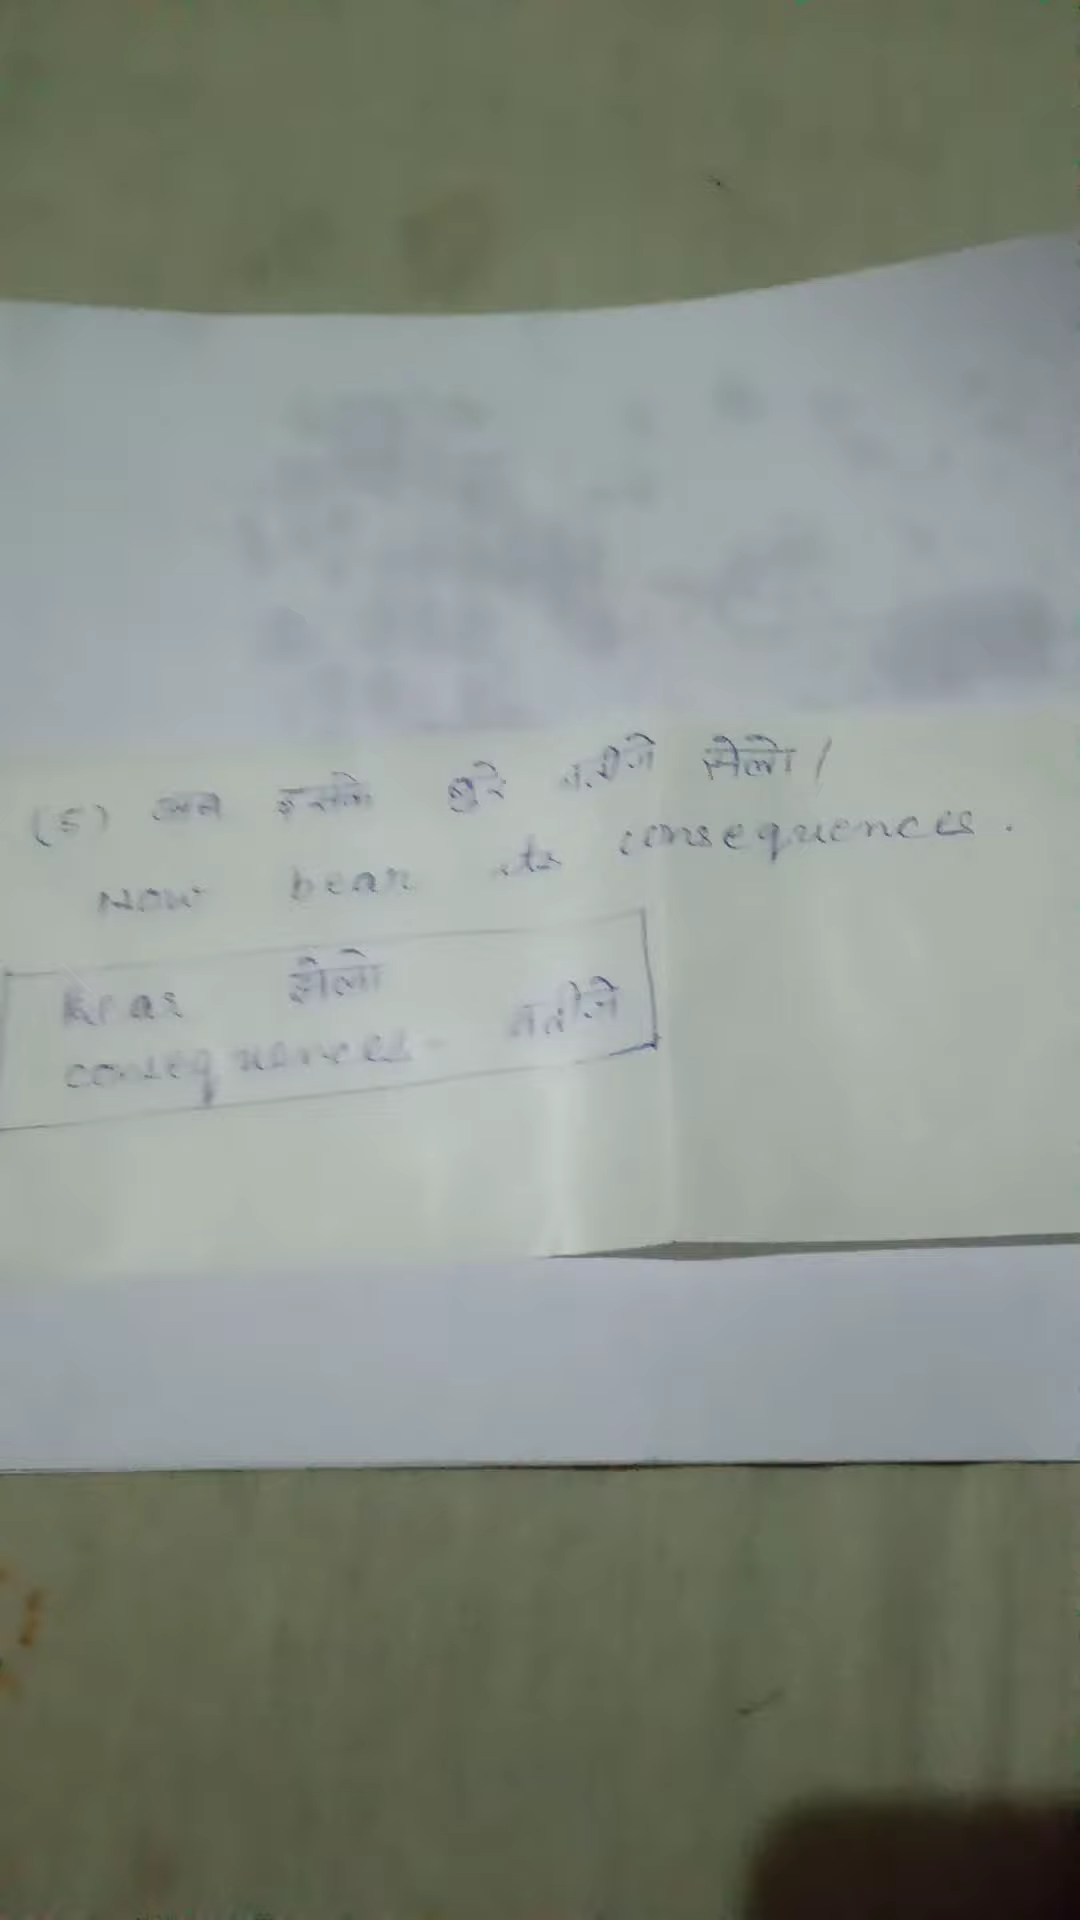 (5) अब इसके बुरे नतीजे झेलो।
Now bear its consequences.
Bear झेलो
consequences - नतीजे